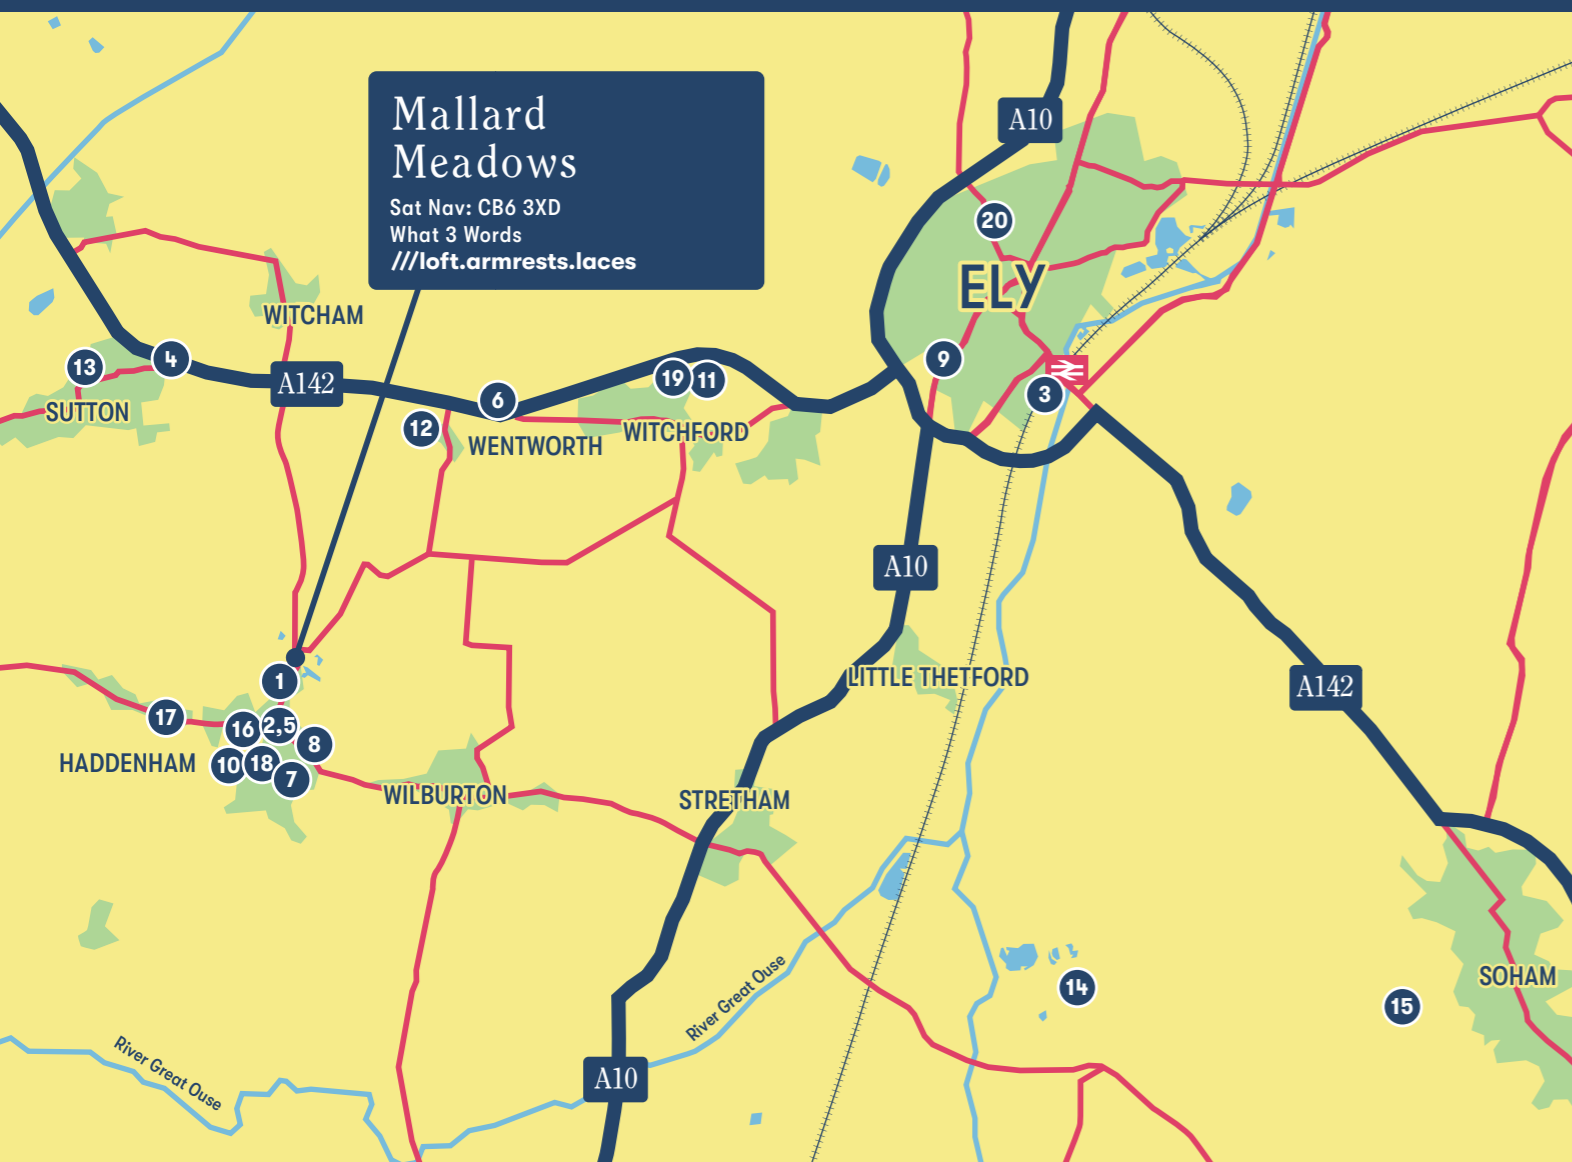 Mallard
Meadows
Sat Nav: CB6 3XD
What 3 Words
///loft.armrests.laces
A10
20
ELY
WITCHAM
13
4
A142
9
3
19
11
6
12
SUTTON
WENTWORTH
WITCHFORD
A10
LITTLE THETFORD
A142
1
17
16
2,5
8
10
18
7
HADDENHAM
WILBURTON
STRETHAM
14
15
SOHAM
River Great Ouse
River Great Ouse
A10